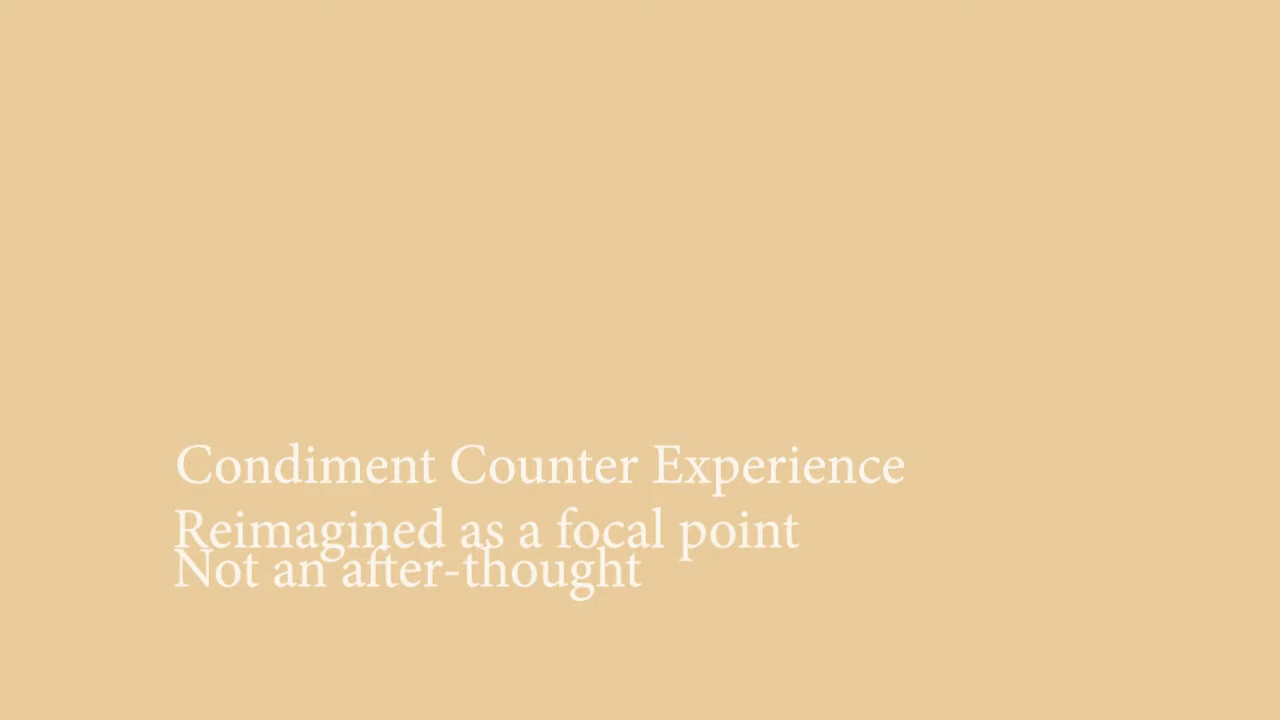 Condiment Counter Experience
Reimagined as a focal point
Not an after-thought